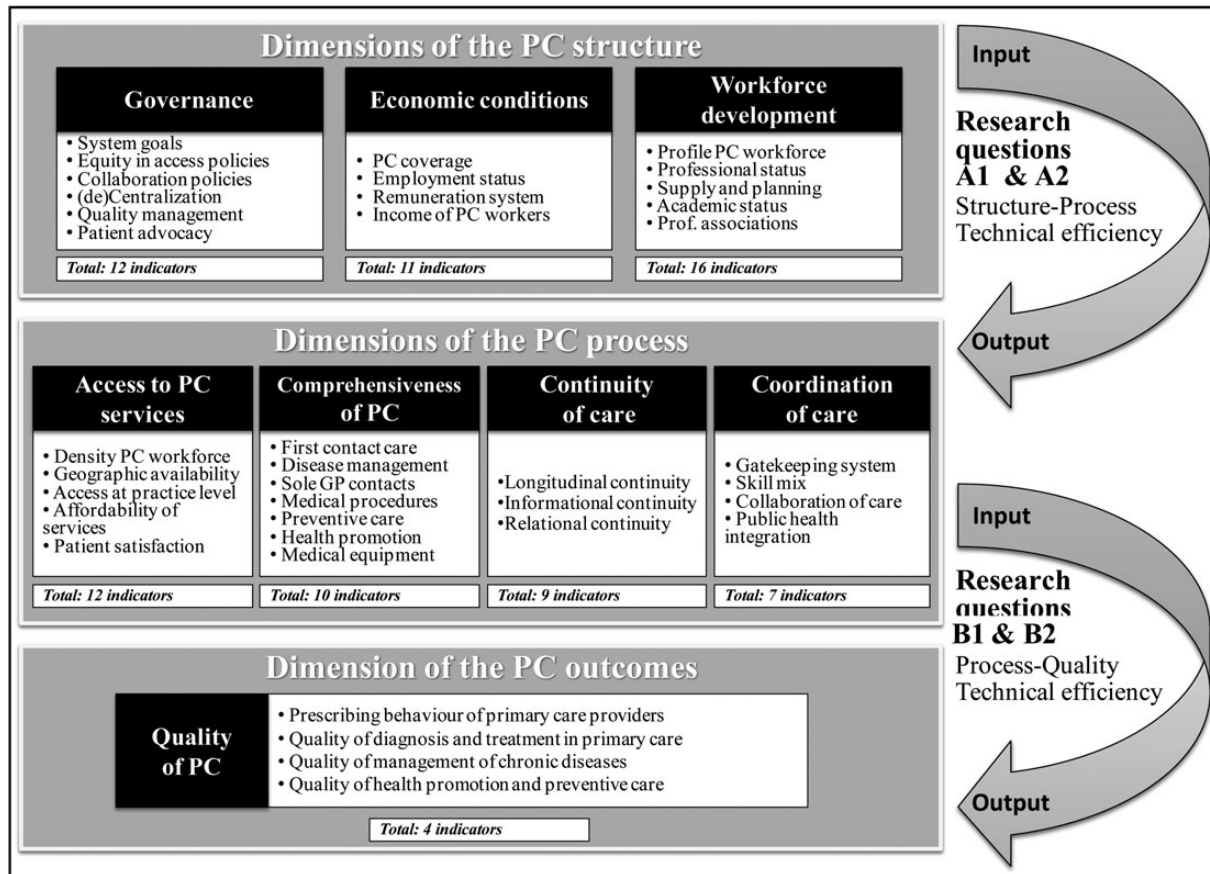 Dimensions of the PC structure
Governance
• System goals
• Equity in access policies
• Collaboration policies
• (de)Centralization
• Quality management
• Patient advocacy
Total: 12 indicators
Economic conditions
• PC coverage
• Employment status
• Remuneration system
• Income of PC workers
Total: 11 indicators
Workforce
development
• Profile PC workforce
• Professional status
• Supply and planning
• Academic status
• Prof. associations
Total: 16 indicators
Input
Research
questions
A1 & A2
Structure-Process
Technical efficiency
Output
Dimensions of the PC process
Access to PC
services
• Density PC workforce
• Geographic availability
• Access at practice level
• Affordability of
services
• Patient satisfaction
Total: 12 indicators
Comprehensiveness
of PC
• First contact care
• Disease management
• Sole GP contacts
• Medical procedures
• Preventive care
• Health promotion
• Medical equipment
Total: 10 indicators
Continuity
of care
•Longitudinal continuity
•Informational continuity
•Relational continuity
Total: 9 indicators
Coordination
of care
• Gatekeeping system
• Skill mix
• Collaboration of care
• Public health
integration
Total: 7 indicators
Input
Research
questions
B1 & B2
Process-Quality
Technical efficiency
Output
Dimension of the PC outcomes
Quality
of PC
• Prescribing behaviour of primary care providers
• Quality of diagnosis and treatment in primary care
• Quality of management of chronic diseases
• Quality of health promotion and preventive care
Total: 4 indicators